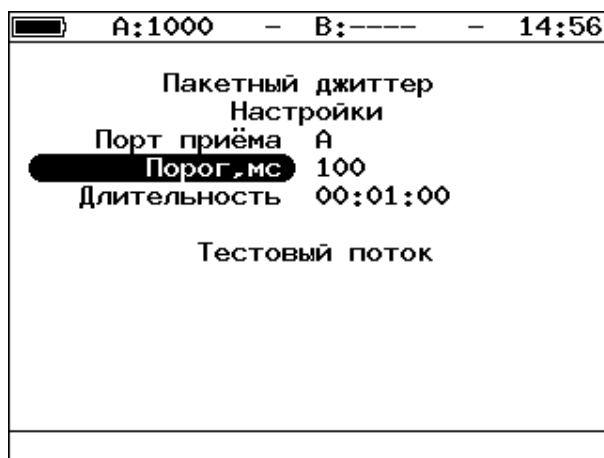 A:1000 – B:---- – 14:56
Пакетный джиттер
Настройки
Порт приёма A
Порог,мс 100
Длительность 00:01:00
Тестовый поток